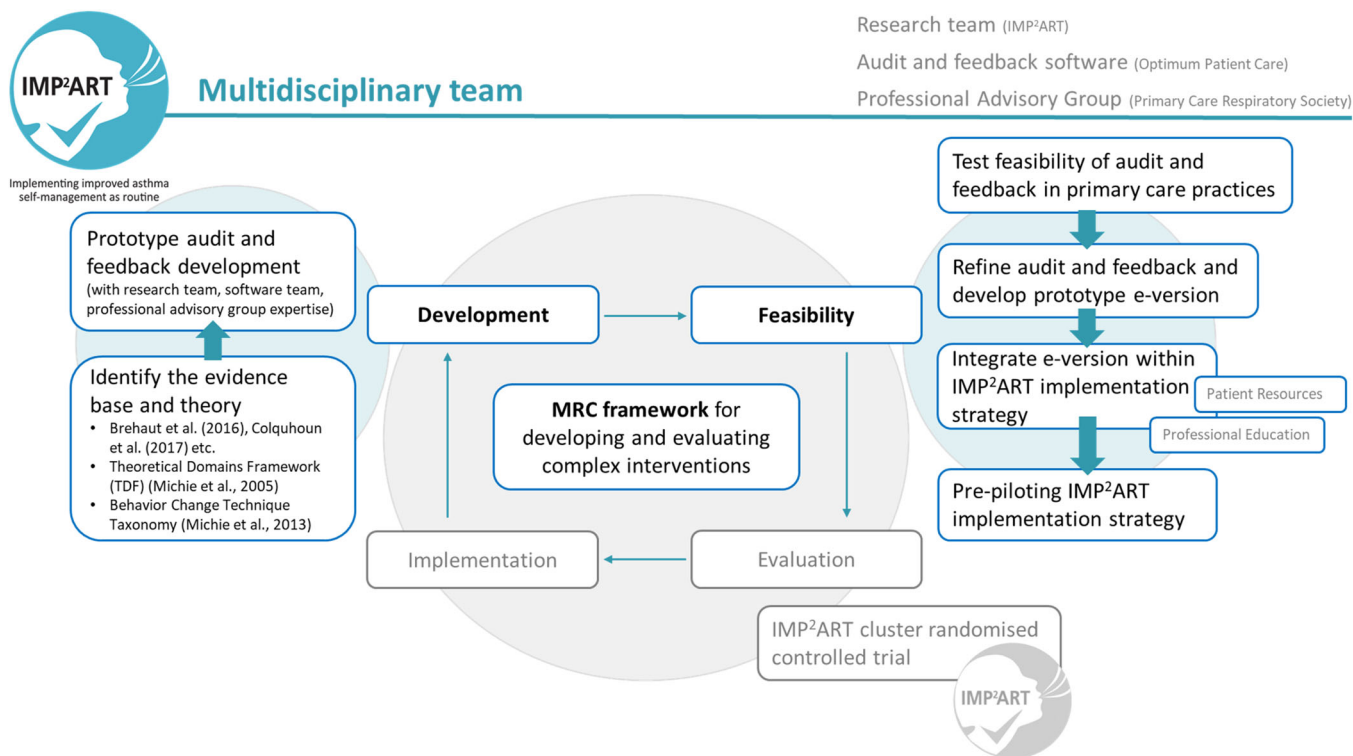 IMP²ART
Implementing improved asthma
self-management as routine
Multidisciplinary team
Research team (IMP²ART)
Audit and feedback software (Optimum Patient Care)
Professional Advisory Group (Primary Care Respiratory Society)
Prototype audit and
feedback development
(with research team, software team,
professional advisory group expertise)
Identify the evidence
base and theory
• Brehaut et al. (2016), Colquhoun
et al. (2017) etc.
• Theoretical Domains Framework
(TDF) (Michie et al., 2005)
• Behavior Change Technique
Taxonomy (Michie et al., 2013)
Development
Feasibility
MRC framework for
developing and evaluating
complex interventions
Implementation
Evaluation
IMP²ART cluster randomised
controlled trial
IMP²ART
Test feasibility of audit and
feedback in primary care practices
Refine audit and feedback and
develop prototype e-version
Integrate e-version within
IMP²ART implementation
strategy
Patient Resources
Professional Education
Pre-piloting IMP²ART
implementation strategy